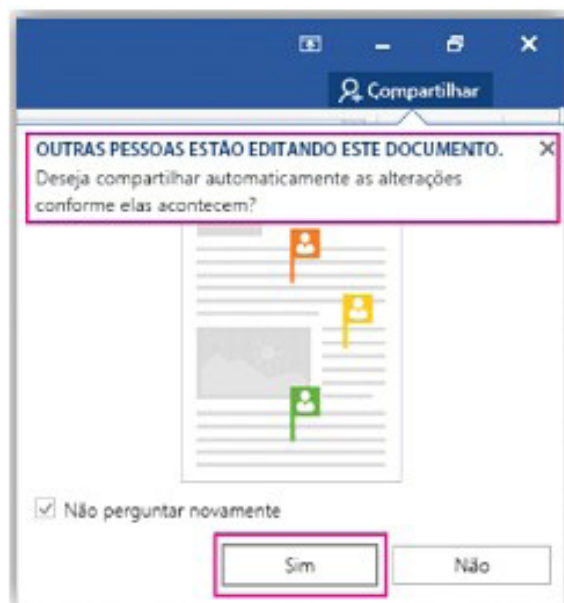 Compartilhar
OUTRAS PESSOAS ESTÃO EDITANDO ESTE DOCUMENTO.
Deseja compartilhar automaticamente as alterações
conforme elas acontecem?
Não perguntar novamente
Sim Não